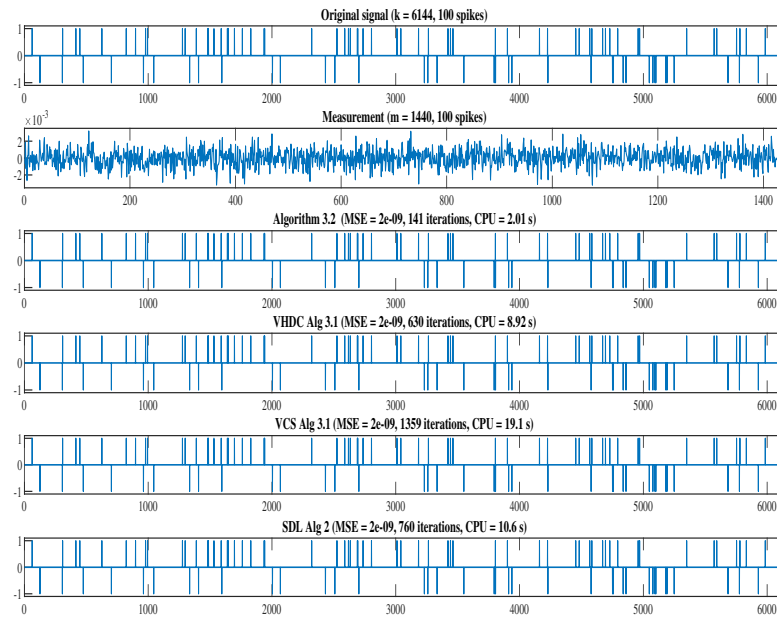 Original signal (k = 6144, 100 spikes)
1
0
-1
0 1000 2000 3000 4000 5000 6000
×10⁻³
Measurement (m = 1440, 100 spikes)
2
0
-2
0 200 400 600 800 1000 1200 1400
Algorithm 3.2 (MSE = 2e-09, 141 iterations, CPU = 2.01 s)
1
0
-1
0 1000 2000 3000 4000 5000 6000
VHDC Alg 3.1 (MSE = 2e-09, 630 iterations, CPU = 8.92 s)
1
0
-1
0 1000 2000 3000 4000 5000 6000
VCS Alg 3.1 (MSE = 2e-09, 1359 iterations, CPU = 19.1 s)
1
0
-1
0 1000 2000 3000 4000 5000 6000
SDL Alg 2 (MSE = 2e-09, 760 iterations, CPU = 10.6 s)
1
0
-1
0 1000 2000 3000 4000 5000 6000